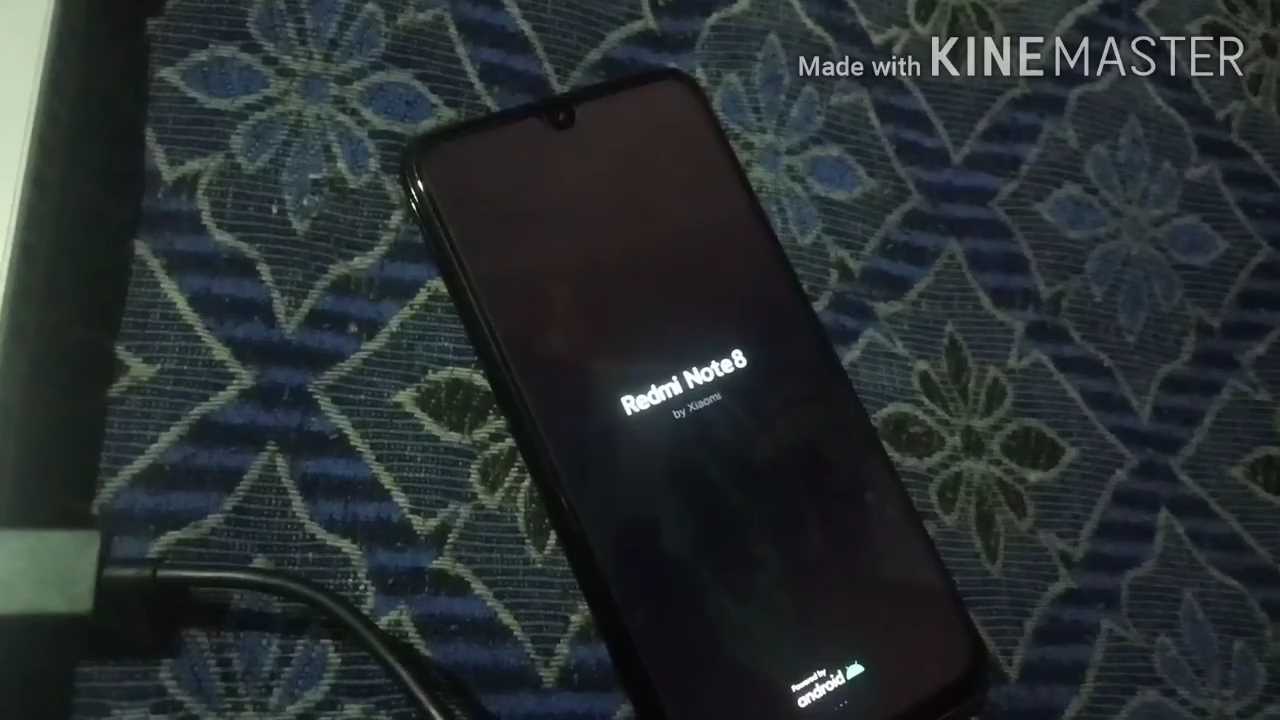 Made with KINEMASTER
Redmi Note 8
by Xiaomi
Powered by
android